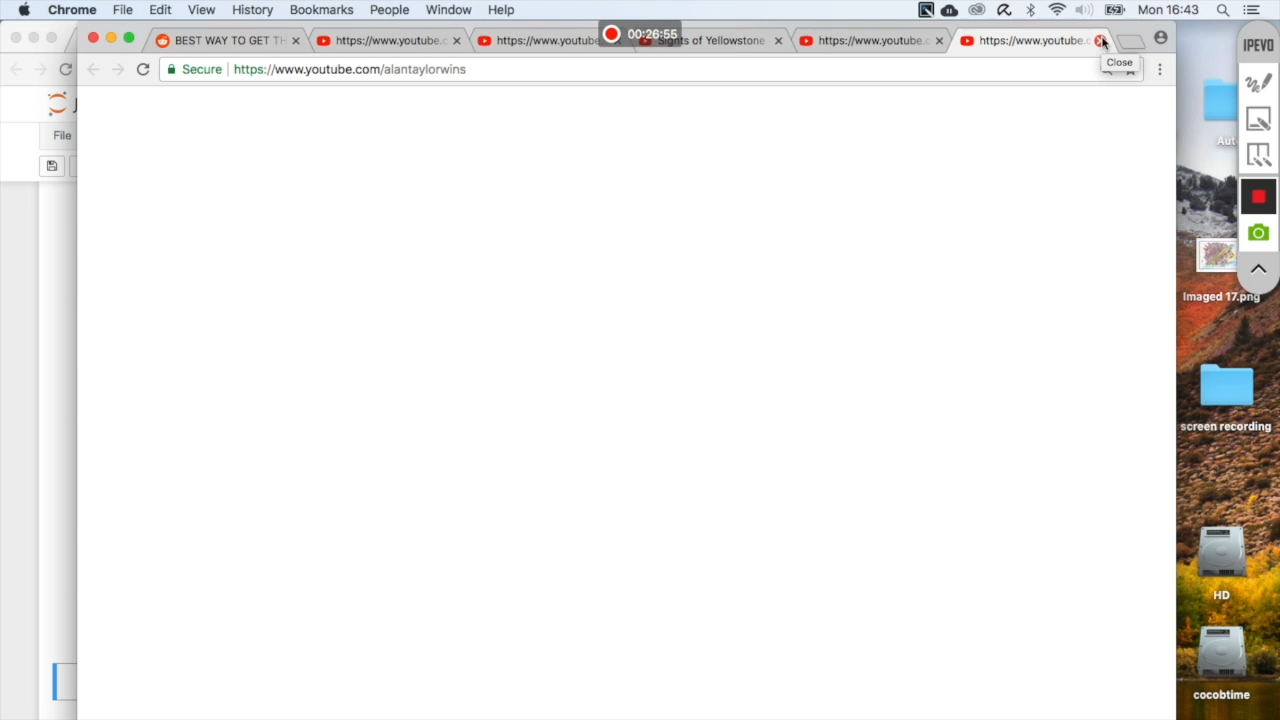 Chrome File Edit View History Bookmarks People Window Help Mon 16:43
00:26:55
BEST WAY TO GET TH https://www.youtube.c https://www.youtube Sights of Yellowstone https://www.youtube.c https://www.youtube.c
Close
Secure https://www.youtube.com/alantaylorwins
IPEVO
File
Imaged 17.png
screen recording
HD
cocobtime